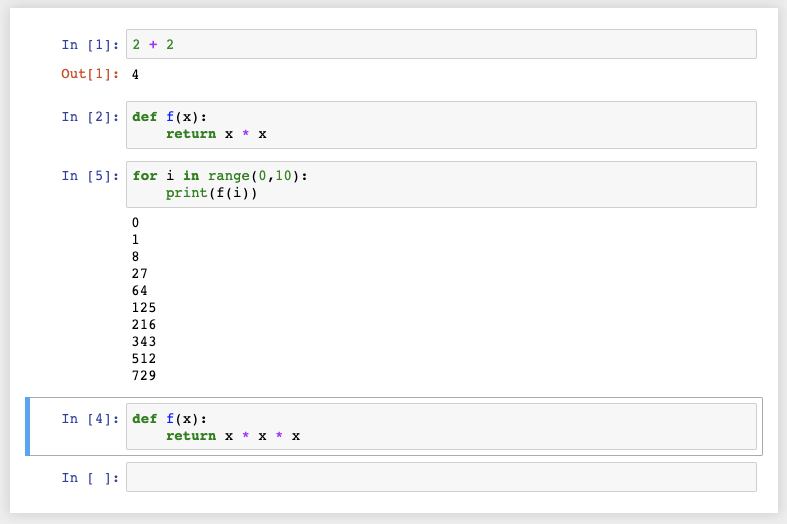 In [1]: 2 + 2
Out[1]: 4
In [2]: def f(x):
    return x * x
In [5]: for i in range(0,10):
    print(f(i))
0
1
8
27
64
125
216
343
512
729
In [4]: def f(x):
    return x * x * x
In [ ]: